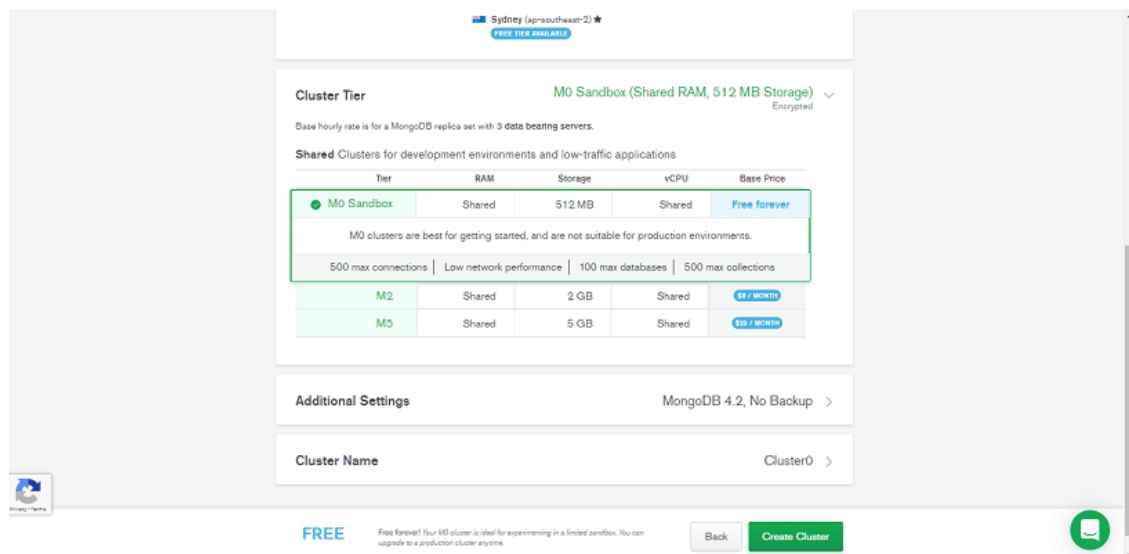 Sydney (ap-southeast-2) ★
FREE TIER AVAILABLE
Cluster Tier
M0 Sandbox (Shared RAM, 512 MB Storage)
Encrypted
Base hourly rate is for a MongoDB replica set with 3 data bearing servers.
Shared Clusters for development environments and low-traffic applications
Tier RAM Storage vCPU Base Price
M0 Sandbox Shared 512 MB Shared Free forever
M0 clusters are best for getting started, and are not suitable for production environments.
500 max connections | Low network performance | 100 max databases | 500 max collections
M2 Shared 2 GB Shared $9 / MONTH
M5 Shared 5 GB Shared $25 / MONTH
Additional Settings MongoDB 4.2, No Backup
Cluster Name Cluster0
Privacy - Terms
FREE
Free forever! Your M0 cluster is ideal for experimenting in a limited sandbox. You can
upgrade to a production cluster anytime.
Back Create Cluster